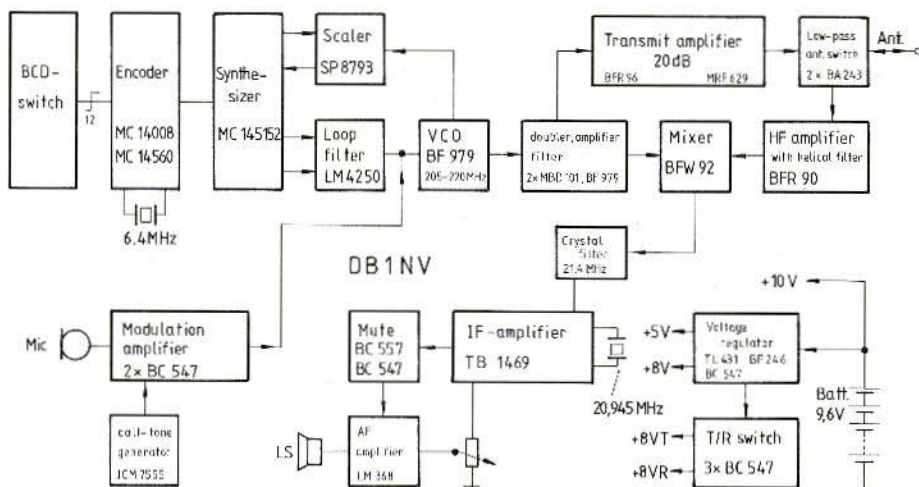 BCD-
switch
12
Encoder
MC 14008
MC 14560
6.4MHz
Synthe-
sizer
MC 145152
Scaler
SP 8793
Loop
filter
LM 4250
VCO
BF 979
205-220MHz
Transmit amplifier
20dB
BFR 96 MRF 629
Low-pass
ant. switch
2 x BA 243
Ant.
doubler, amplifier
filter
2x MBD 101, BF 979
Mixer
BFW 92
HF amplifier
with helical filter
BFR 90
Crystal
filter
21.4 MHz
DB1NV
Mic
Modulation
amplifier
2x BC 547
call-tone
generator
ICM 7555
Mute
BC 557
BC 547
IF-amplifier
TB 1469
20,945 MHz
LS
AF
amplifier
+10V
+5V
+8V
Voltage
regulator
TL 431 BF 246
BC 547
Batt.
9,6V
+8VT
+8VR
T/R switch
3x BC 547